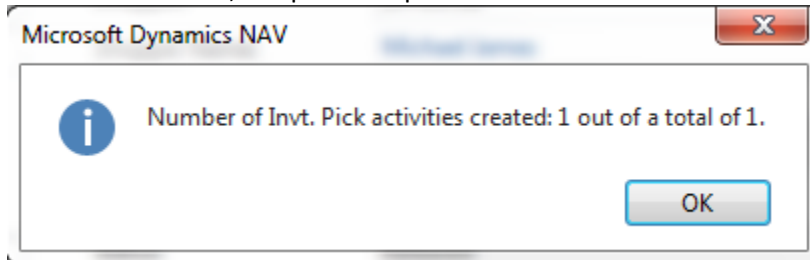 Microsoft Dynamics NAV
Number of Invt. Pick activities created: 1 out of a total of 1.
OK